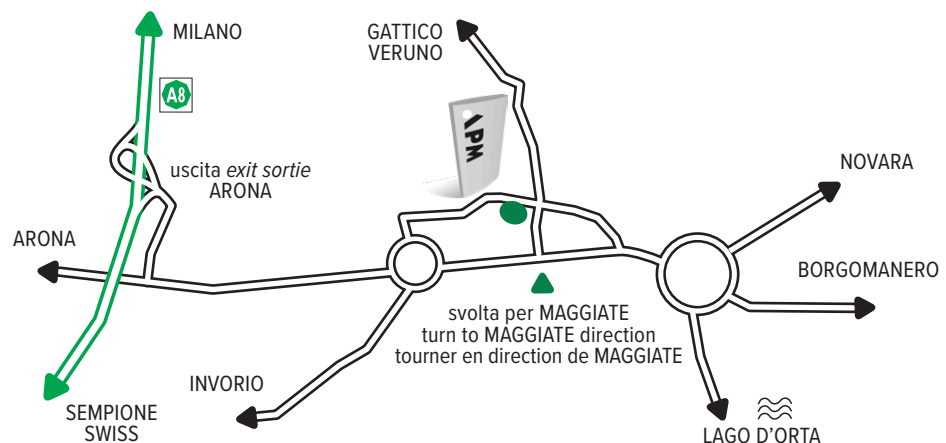 MILANO
GATTICO
VERUNO
A8
APM
uscita exit sortie
ARONA
NOVARA
ARONA
BORGOMANERO
svolta per MAGGIATE
turn to MAGGIATE direction
tourner en direction de MAGGIATE
INVORIO
SEMPIONE
SWISS
LAGO D'ORTA